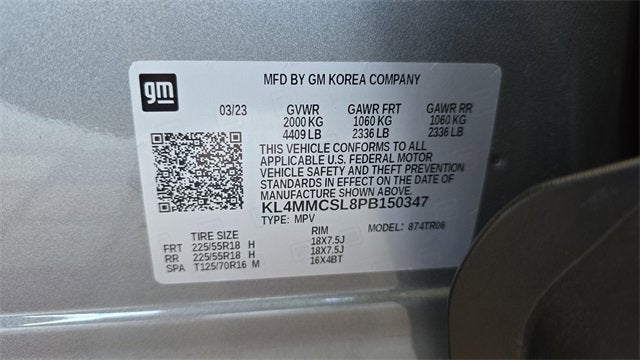 gm
MFD BY GM KOREA COMPANY
03/23 GVWR GAWR FRT GAWR RR
2000 KG 1060 KG 1060 KG
4409 LB 2336 LB 2336 LB
THIS VEHICLE CONFORMS TO ALL
APPLICABLE U.S. FEDERAL MOTOR
VEHICLE SAFETY AND THEFT PREVENTION
STANDARDS IN EFFECT ON THE DATE OF
MANUFACTURE SHOWN ABOVE.
KL4MMCSL8PB150347
TYPE: MPV MODEL: 874TR06
TIRE SIZE RIM
FRT 225/55R18 H 18X7.5J
RR 225/55R18 H 18X7.5J
SPA T125/70R16 M 16X4BT